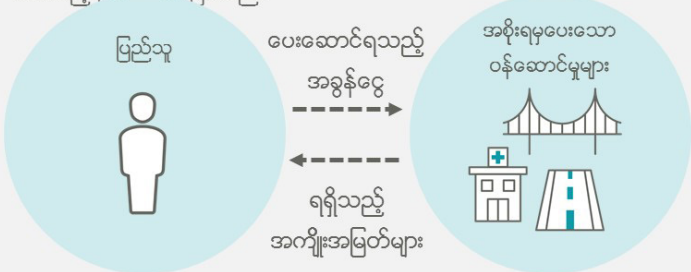 ပြည်သူ
ပေးဆောင်ရသည့်
အခွန်ငွေ
ရရှိသည့်
အကျိုးအမြတ်များ
အစိုးရမှပေးသော
ဝန်ဆောင်မှုများ